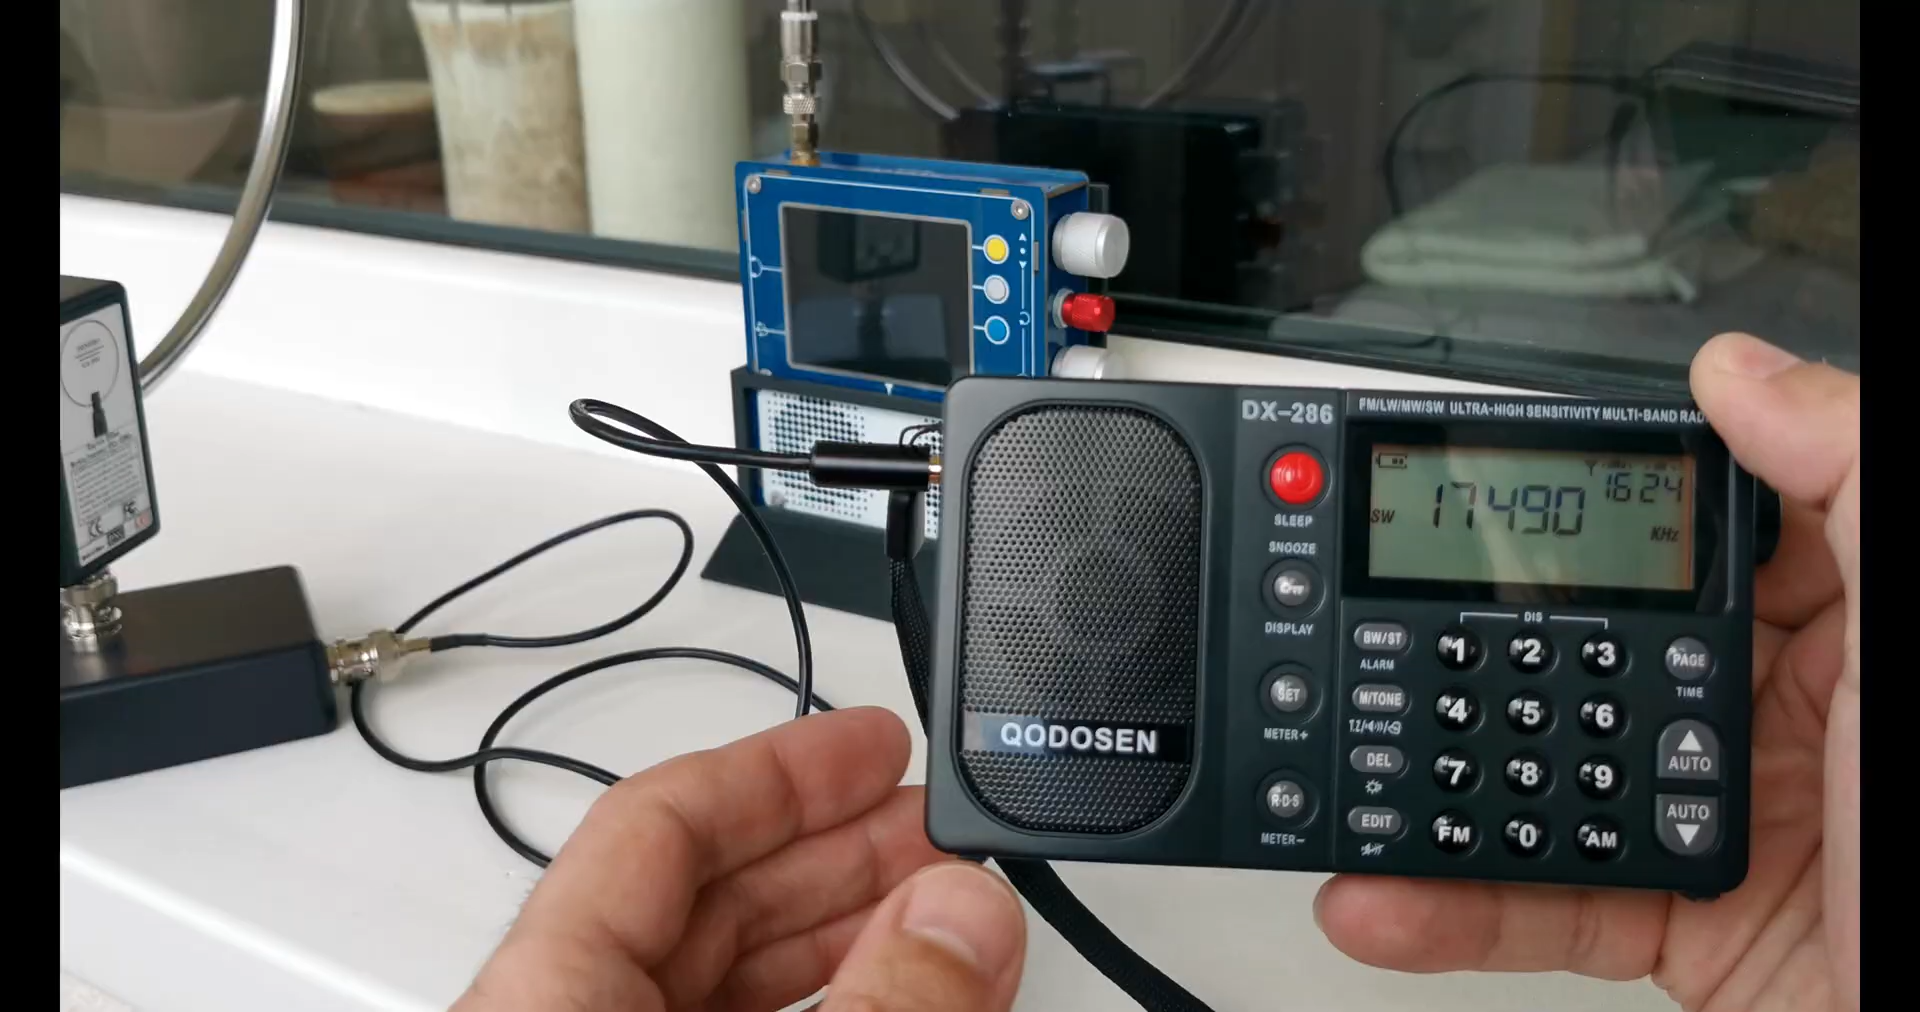 DX-286
FM/LW/MW/SW ULTRA-HIGH SENSITIVITY MULTI-BAND RAD
SLEEP
SNOOZE
DISPLAY
SET
METER+
R·D·S
METER−
QODOSEN
SW 17490 16 24
KHz
DIS
BW/ST 1 2 3 PAGE
ALARM TIME
M/TONE 4 5 6
DEL 7 8 9 AUTO
EDIT FM 0 AM AUTO